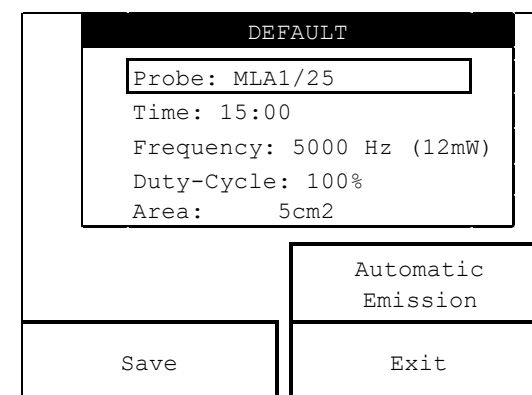 DEFAULT
Probe: MLA1/25
Time: 15:00
Frequency: 5000 Hz (12mW)
Duty-Cycle: 100%
Area: 5cm2
Automatic
Emission
Save
Exit